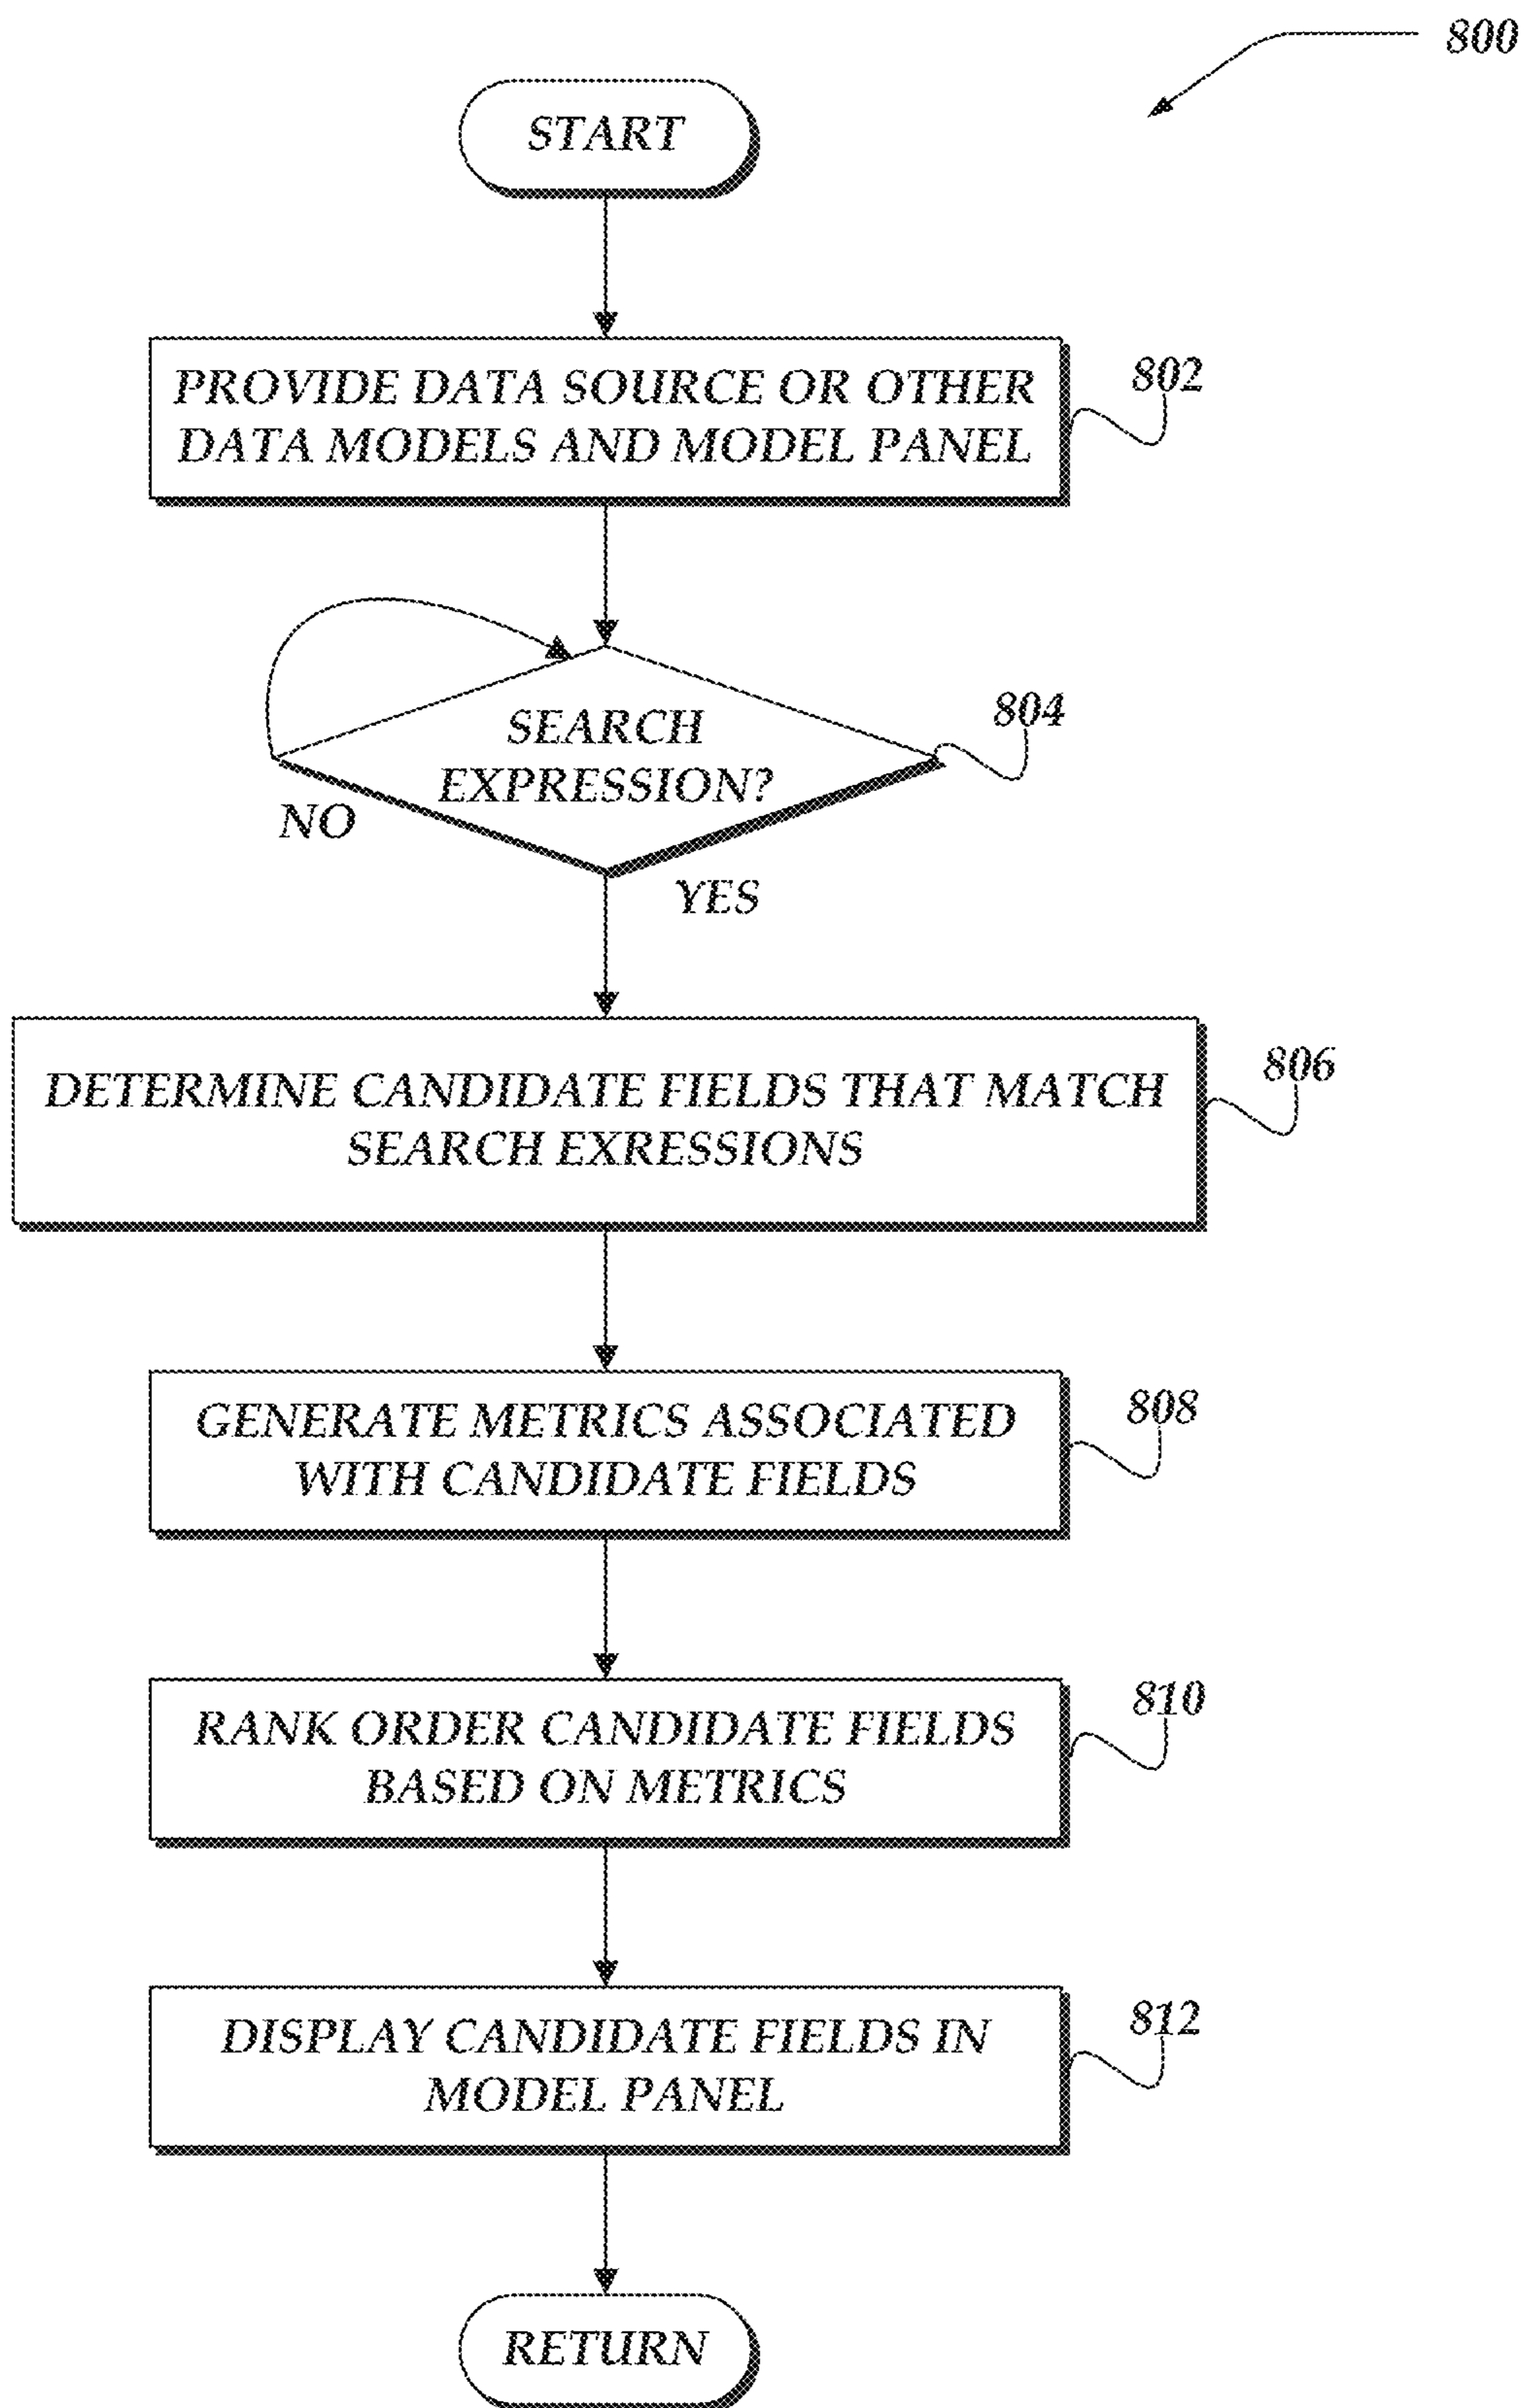 800
START
PROVIDE DATA SOURCE OR OTHER
DATA MODELS AND MODEL PANEL
802
SEARCH
EXPRESSION?
804
NO
YES
DETERMINE CANDIDATE FIELDS THAT MATCH
SEARCH EXRESSIONS
806
GENERATE METRICS ASSOCIATED
WITH CANDIDATE FIELDS
808
RANK ORDER CANDIDATE FIELDS
BASED ON METRICS
810
DISPLAY CANDIDATE FIELDS IN
MODEL PANEL
812
RETURN